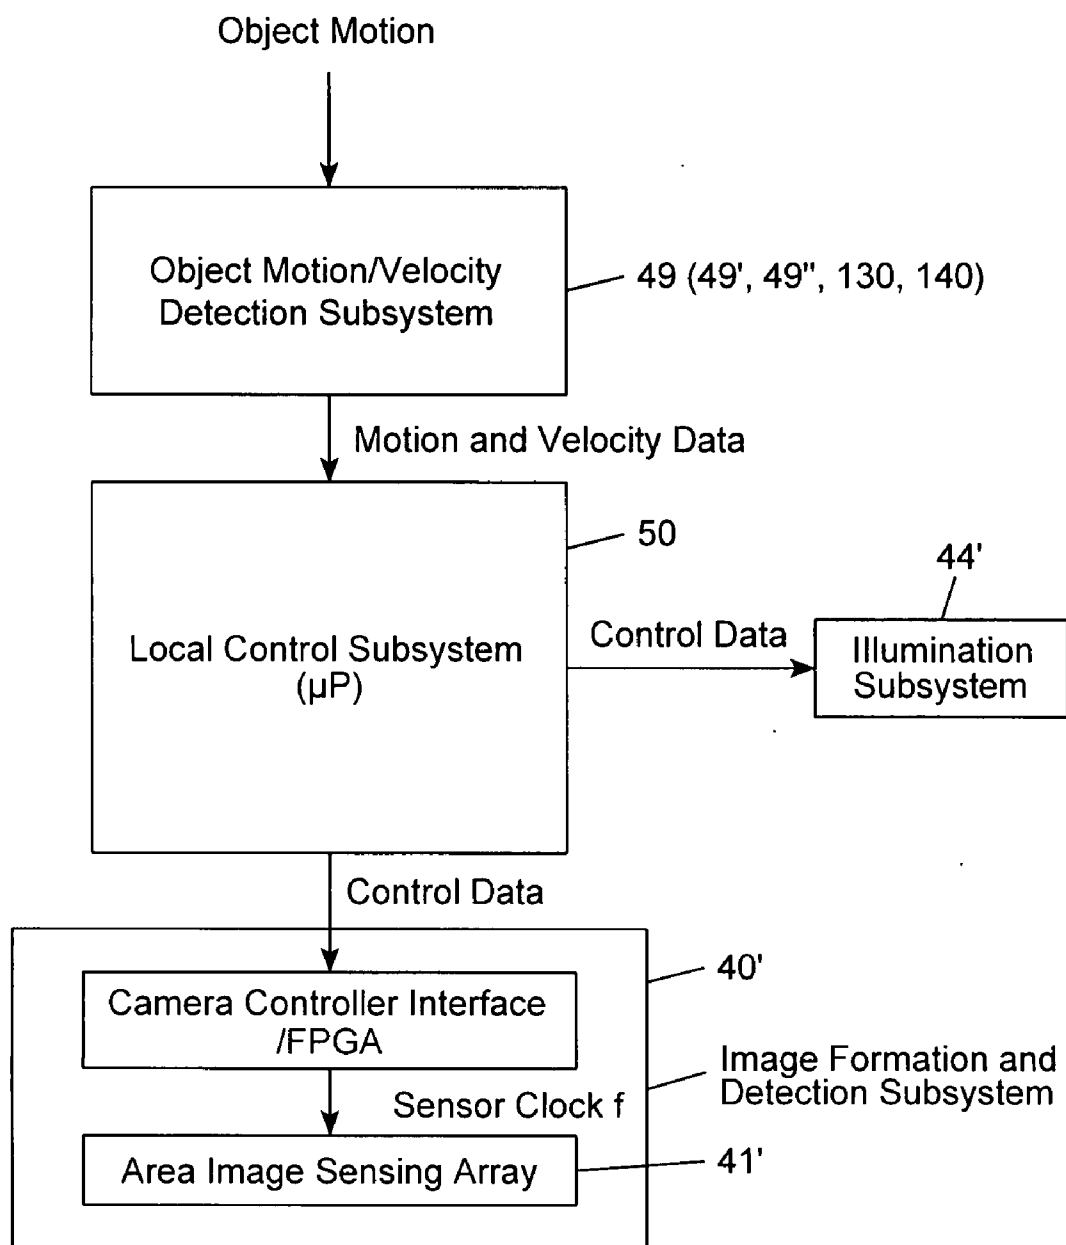 Object Motion
Object Motion/Velocity
Detection Subsystem
49 (49', 49", 130, 140)
Motion and Velocity Data
50
44'
Local Control Subsystem
(µP)
Control Data
Illumination
Subsystem
Control Data
40'
Camera Controller Interface
/FPGA
Image Formation and
Detection Subsystem
Sensor Clock f
Area Image Sensing Array
41'